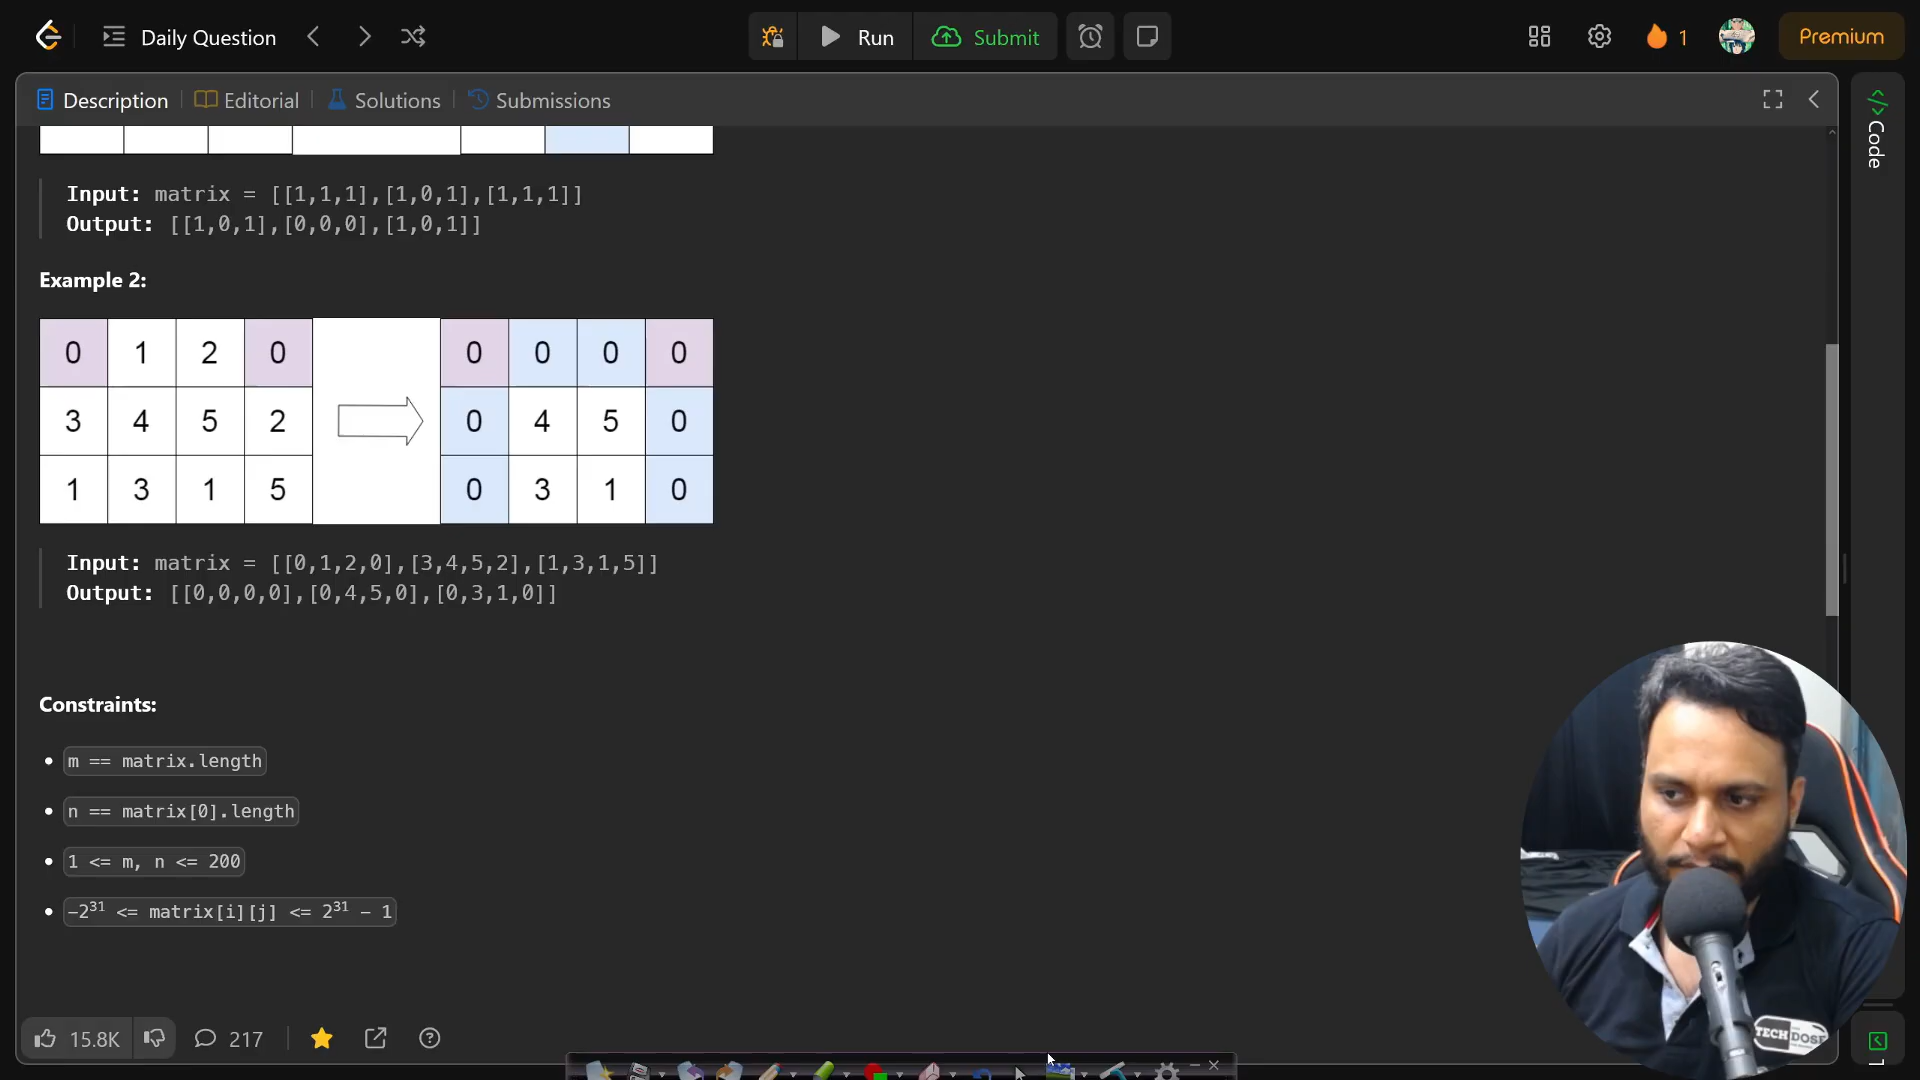 Daily Question
Run
Submit
1
Premium
Description
Editorial
Solutions
Submissions
Code
Input: matrix = [[1,1,1],[1,0,1],[1,1,1]]
Output: [[1,0,1],[0,0,0],[1,0,1]]
Example 2:
0 1 2 0 0 0 0 0
3 4 5 2 0 4 5 0
1 3 1 5 0 3 1 0
Input: matrix = [[0,1,2,0],[3,4,5,2],[1,3,1,5]]
Output: [[0,0,0,0],[0,4,5,0],[0,3,1,0]]
Constraints:
m == matrix.length
n == matrix[0].length
1 <= m, n <= 200
-2³¹ <= matrix[i][j] <= 2³¹ - 1
15.8K
217
TECH DOSE